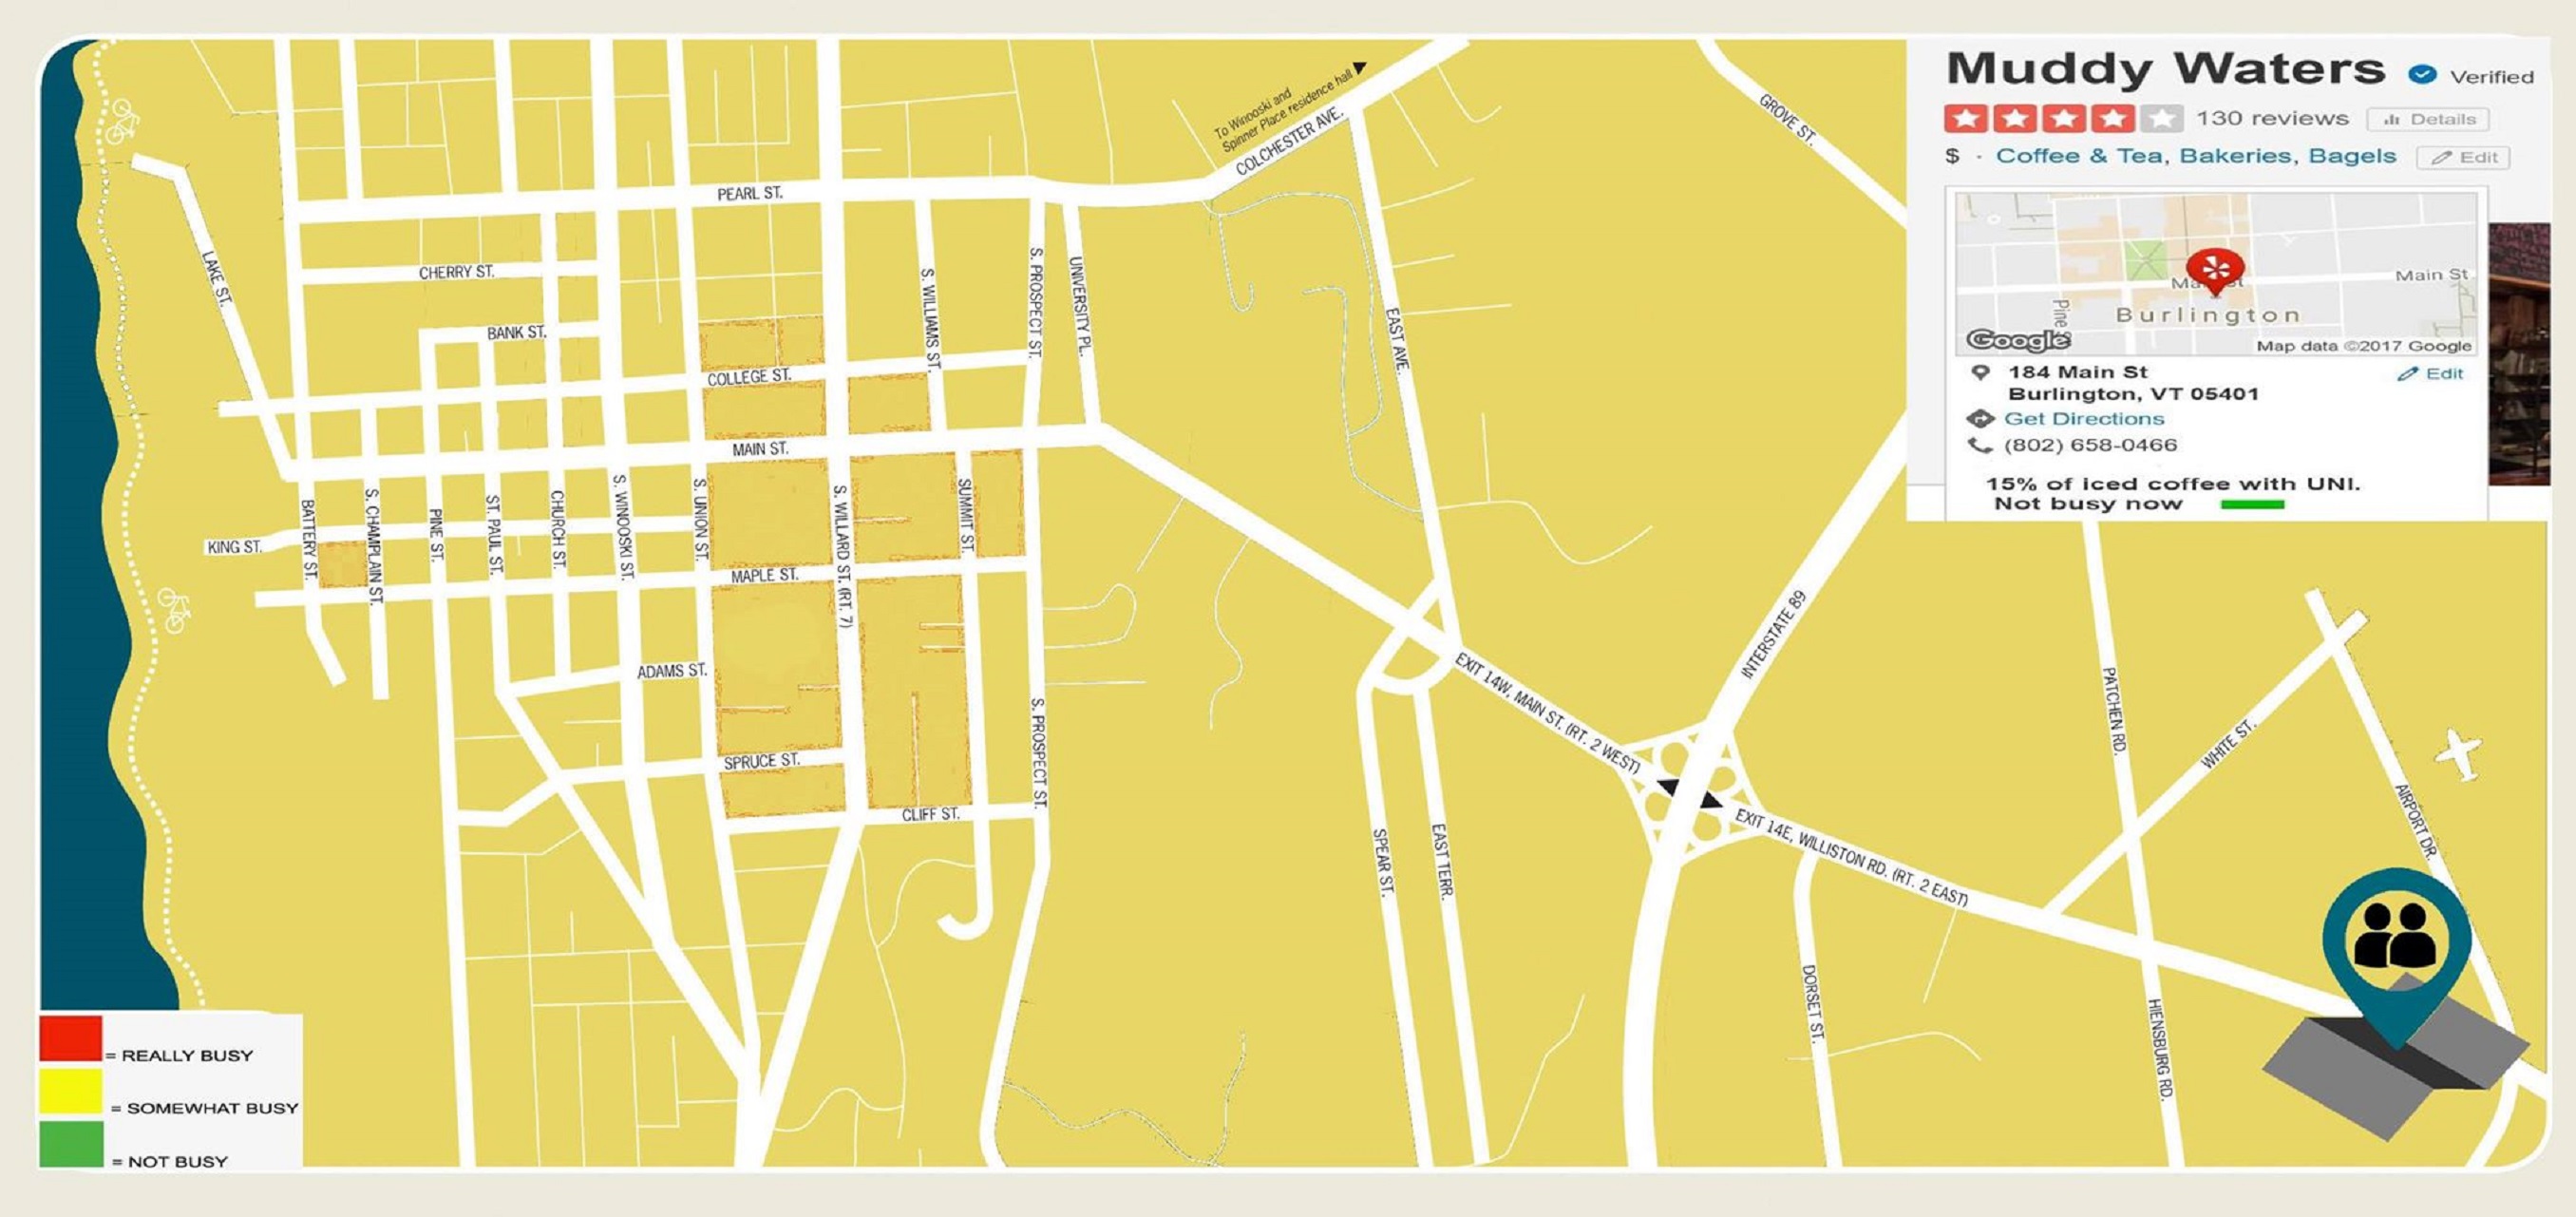 To Winooski and
Spinner Place residence hall
COLCHESTER AVE.
GROVE ST.
PEARL ST.
LAKE ST.
CHERRY ST.
BANK ST.
COLLEGE ST.
S. WILLIAMS ST.
S. PROSPECT ST.
UNIVERSITY PL.
EAST AVE.
MAIN ST.
KING ST.
BATTERY ST.
S. CHAMPLAIN ST.
PINE ST.
ST. PAUL ST.
CHURCH ST.
S. WINOOSKI ST.
S. UNION ST.
S. WILLARD ST. (RT. 7)
SUMMIT ST.
MAPLE ST.
ADAMS ST.
SPRUCE ST.
CLIFF ST.
S. PROSPECT ST.
EXIT 14W, MAIN ST. (RT. 2 WEST)
INTERSTATE 89
EXIT 14E, WILLISTON RD. (RT. 2 EAST)
SPEAR ST.
EAST TERR.
DORSET ST.
PATCHEN RD.
WHITE ST.
AIRPORT DR.
HIENSBURG RD.
Muddy Waters Verified
130 reviews Details
$ · Coffee & Tea, Bakeries, Bagels Edit
Main St
Pine
Burlington
Google
Map data ©2017 Google
184 Main St Edit
Burlington, VT 05401
Get Directions
(802) 658-0466
15% of iced coffee with UNI.
Not busy now
= REALLY BUSY
= SOMEWHAT BUSY
= NOT BUSY